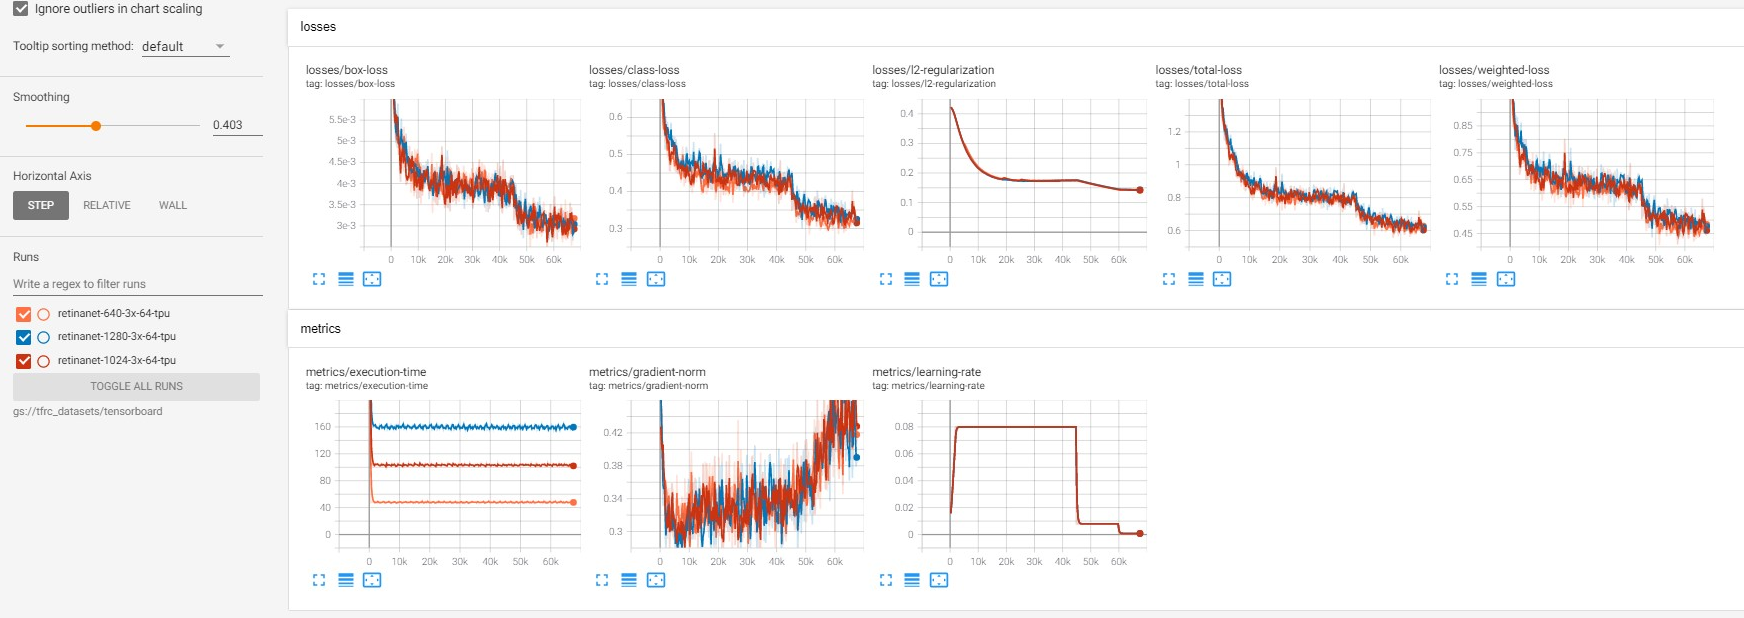 Ignore outliers in chart scaling
Tooltip sorting method: default
Smoothing
0.403
Horizontal Axis
STEP RELATIVE WALL
Runs
Write a regex to filter runs
retinanet-640-3x-64-tpu
retinanet-1280-3x-64-tpu
retinanet-1024-3x-64-tpu
TOGGLE ALL RUNS
gs://tfrc_datasets/tensorboard
losses
losses/box-loss
tag: losses/box-loss
5.5e-3
5e-3
4.5e-3
4e-3
3.5e-3
3e-3
0 10k 20k 30k 40k 50k 60k
losses/class-loss
tag: losses/class-loss
0.6
0.5
0.4
0.3
0 10k 20k 30k 40k 50k 60k
losses/l2-regularization
tag: losses/l2-regularization
0.4
0.3
0.2
0.1
0
0 10k 20k 30k 40k 50k 60k
losses/total-loss
tag: losses/total-loss
1.2
1
0.8
0.6
0 10k 20k 30k 40k 50k 60k
losses/weighted-loss
tag: losses/weighted-loss
0.85
0.75
0.65
0.55
0.45
0 10k 20k 30k 40k 50k 60k
metrics
metrics/execution-time
tag: metrics/execution-time
160
120
80
40
0
0 10k 20k 30k 40k 50k 60k
metrics/gradient-norm
tag: metrics/gradient-norm
0.42
0.38
0.34
0.3
0 10k 20k 30k 40k 50k 60k
metrics/learning-rate
tag: metrics/learning-rate
0.08
0.06
0.04
0.02
0
0 10k 20k 30k 40k 50k 60k